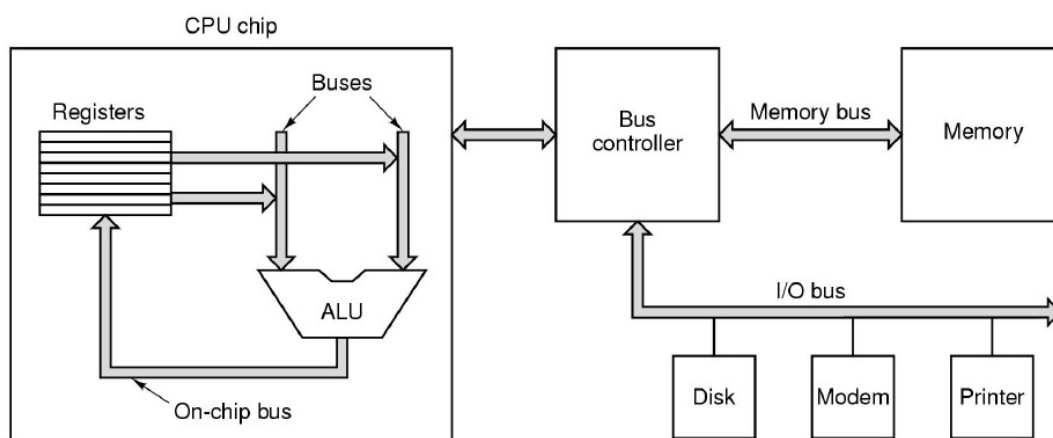 CPU chip
Buses
Registers
ALU
On-chip bus
Bus
controller
Memory bus
Memory
I/O bus
Disk
Modem
Printer